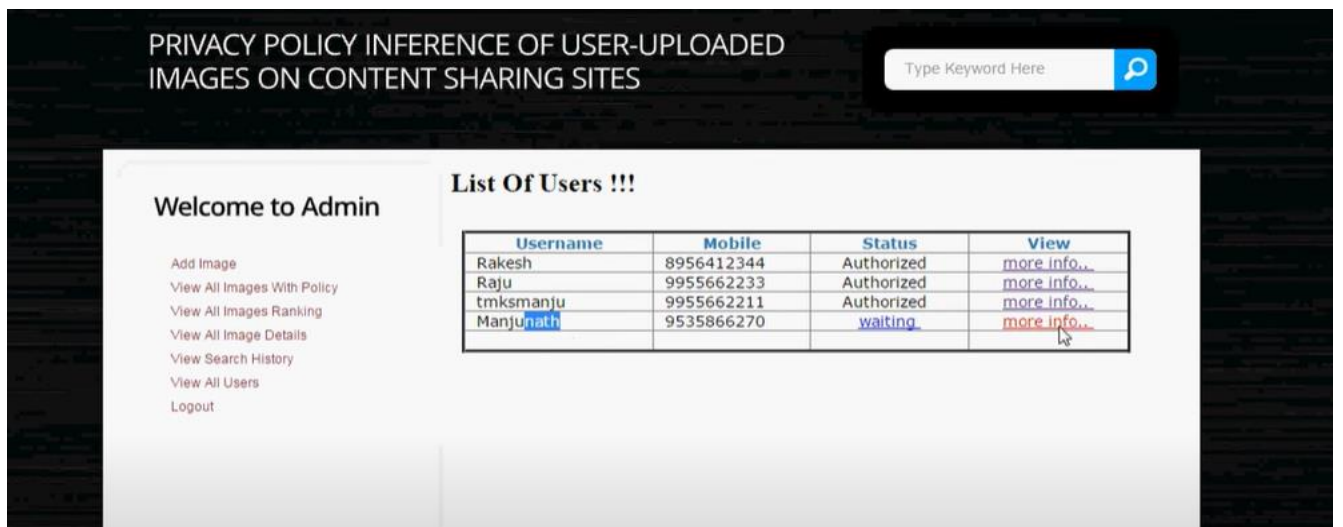 PRIVACY POLICY INFERENCE OF USER-UPLOADED
IMAGES ON CONTENT SHARING SITES
Type Keyword Here
Welcome to Admin
Add Image
View All Images With Policy
View All Images Ranking
View All Image Details
View Search History
View All Users
Logout
List Of Users !!!
Username Mobile Status View
Rakesh 8956412344 Authorized more info..
Raju 9955662233 Authorized more info..
tmksmanju 9955662211 Authorized more info..
Manjunath 9535866270 waiting more info..